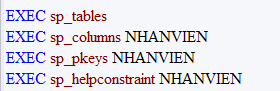 EXEC sp_tables
EXEC sp_columns NHANVIEN
EXEC sp_pkeys NHANVIEN
EXEC sp_helpconstraint NHANVIEN